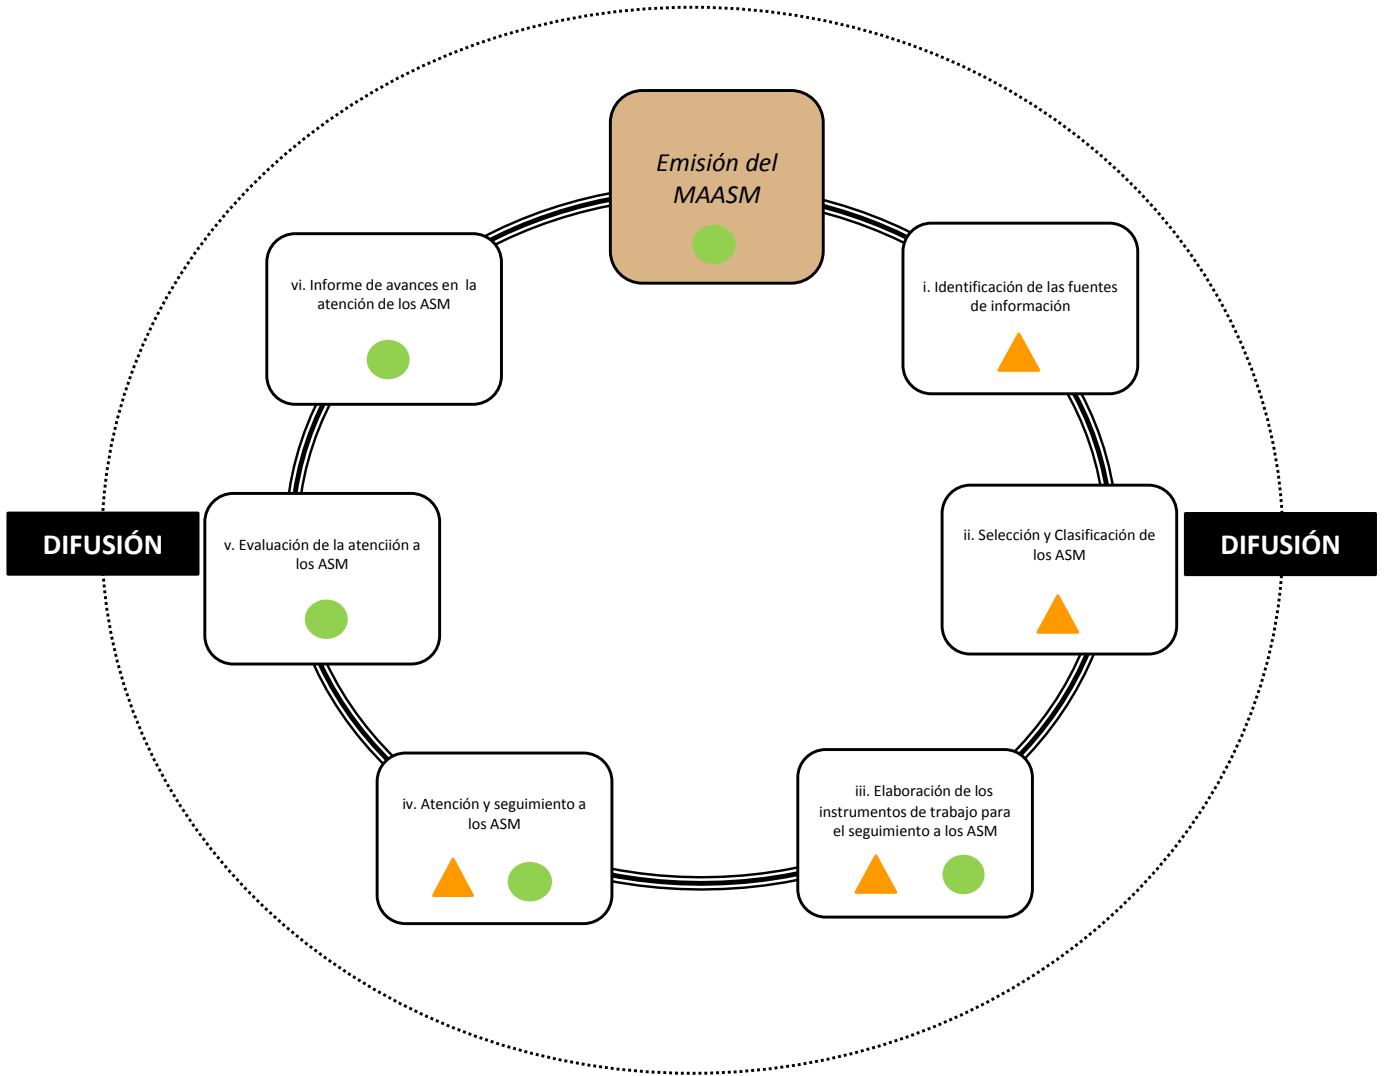 Emisión del
MAASM
i. Identificación de las fuentes
de información
ii. Selección y Clasificación de
los ASM
iii. Elaboración de los
instrumentos de trabajo para
el seguimiento a los ASM
iv. Atención y seguimiento a
los ASM
v. Evaluación de la atenciión a
los ASM
vi. Informe de avances en  la
atención de los ASM
DIFUSIÓN
DIFUSIÓN